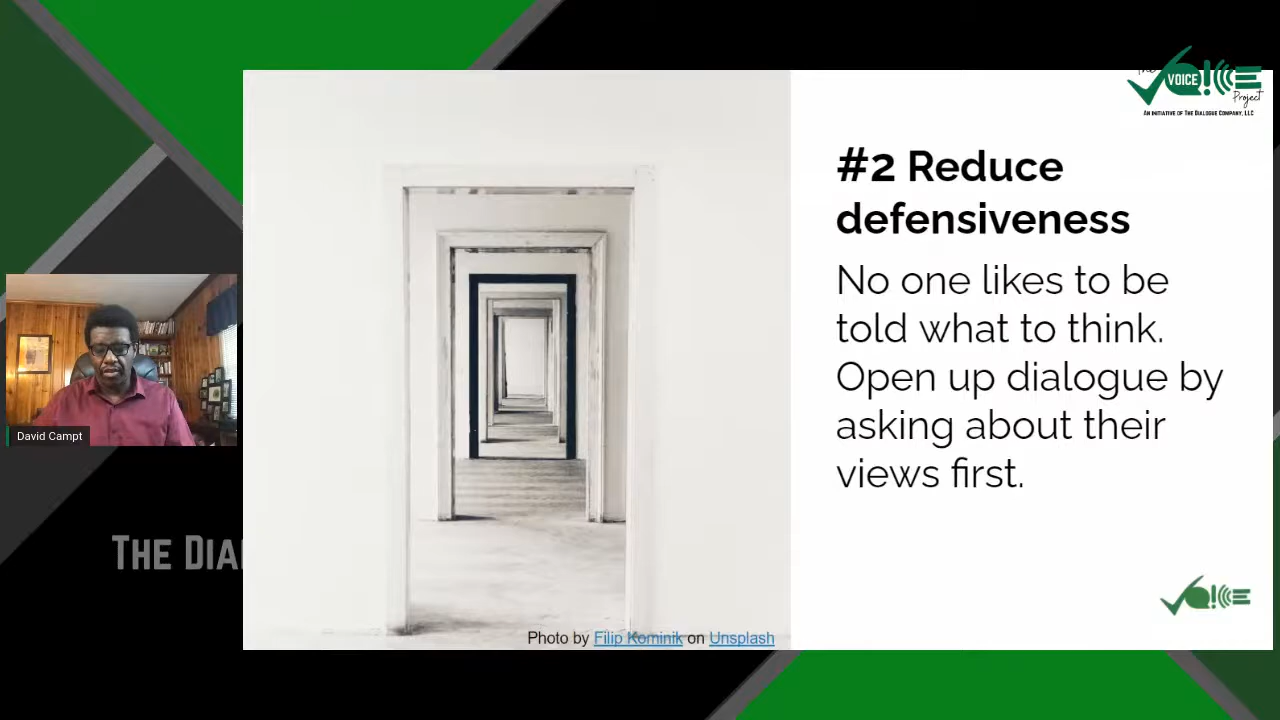 VOICE
Project
AN INITIATIVE OF THE DIALOGUE COMPANY, LLC
#2 Reduce
defensiveness
No one likes to be
told what to think.
Open up dialogue by
asking about their
views first.
David Campt
THE DIA
Photo by Filip Kominik on Unsplash